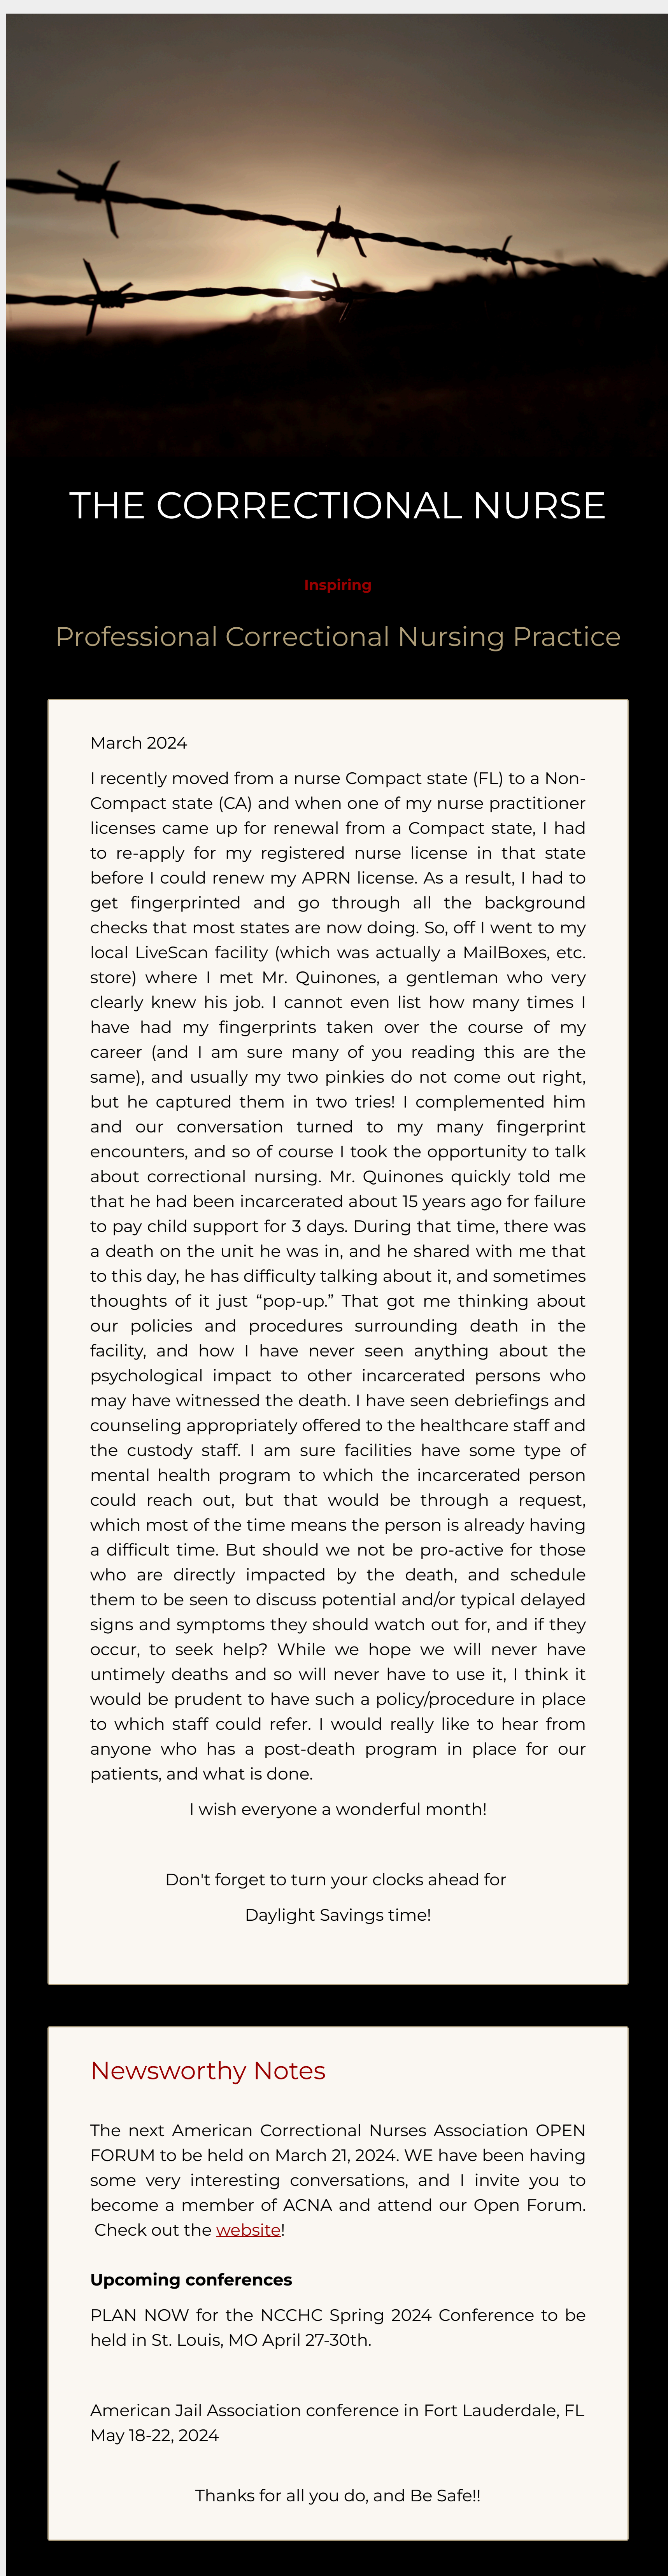 THE CORRECTIONAL NURSE
Inspiring
Professional Correctional Nursing Practice
March 2024
I recently moved from a nurse Compact state (FL) to a Non-
Compact state (CA) and when one of my nurse practitioner
licenses came up for renewal from a Compact state, I had
to re-apply for my registered nurse license in that state
before I could renew my APRN license. As a result, I had to
get fingerprinted and go through all the background
checks that most states are now doing. So, off I went to my
local LiveScan facility (which was actually a MailBoxes, etc.
store) where I met Mr. Quinones, a gentleman who very
clearly knew his job. I cannot even list how many times I
have had my fingerprints taken over the course of my
career (and I am sure many of you reading this are the
same), and usually my two pinkies do not come out right,
but he captured them in two tries! I complemented him
and our conversation turned to my many fingerprint
encounters, and so of course I took the opportunity to talk
about correctional nursing. Mr. Quinones quickly told me
that he had been incarcerated about 15 years ago for failure
to pay child support for 3 days. During that time, there was
a death on the unit he was in, and he shared with me that
to this day, he has difficulty talking about it, and sometimes
thoughts of it just “pop-up.” That got me thinking about
our policies and procedures surrounding death in the
facility, and how I have never seen anything about the
psychological impact to other incarcerated persons who
may have witnessed the death. I have seen debriefings and
counseling appropriately offered to the healthcare staff and
the custody staff. I am sure facilities have some type of
mental health program to which the incarcerated person
could reach out, but that would be through a request,
which most of the time means the person is already having
a difficult time. But should we not be pro-active for those
who are directly impacted by the death, and schedule
them to be seen to discuss potential and/or typical delayed
signs and symptoms they should watch out for, and if they
occur, to seek help? While we hope we will never have
untimely deaths and so will never have to use it, I think it
would be prudent to have such a policy/procedure in place
to which staff could refer. I would really like to hear from
anyone who has a post-death program in place for our
patients, and what is done.
I wish everyone a wonderful month!
Don't forget to turn your clocks ahead for
Daylight Savings time!
Newsworthy Notes
The next American Correctional Nurses Association OPEN
FORUM to be held on March 21, 2024. WE have been having
some very interesting conversations, and I invite you to
become a member of ACNA and attend our Open Forum.
Check out the website!
Upcoming conferences
PLAN NOW for the NCCHC Spring 2024 Conference to be
held in St. Louis, MO April 27-30th.
American Jail Association conference in Fort Lauderdale, FL
May 18-22, 2024
Thanks for all you do, and Be Safe!!